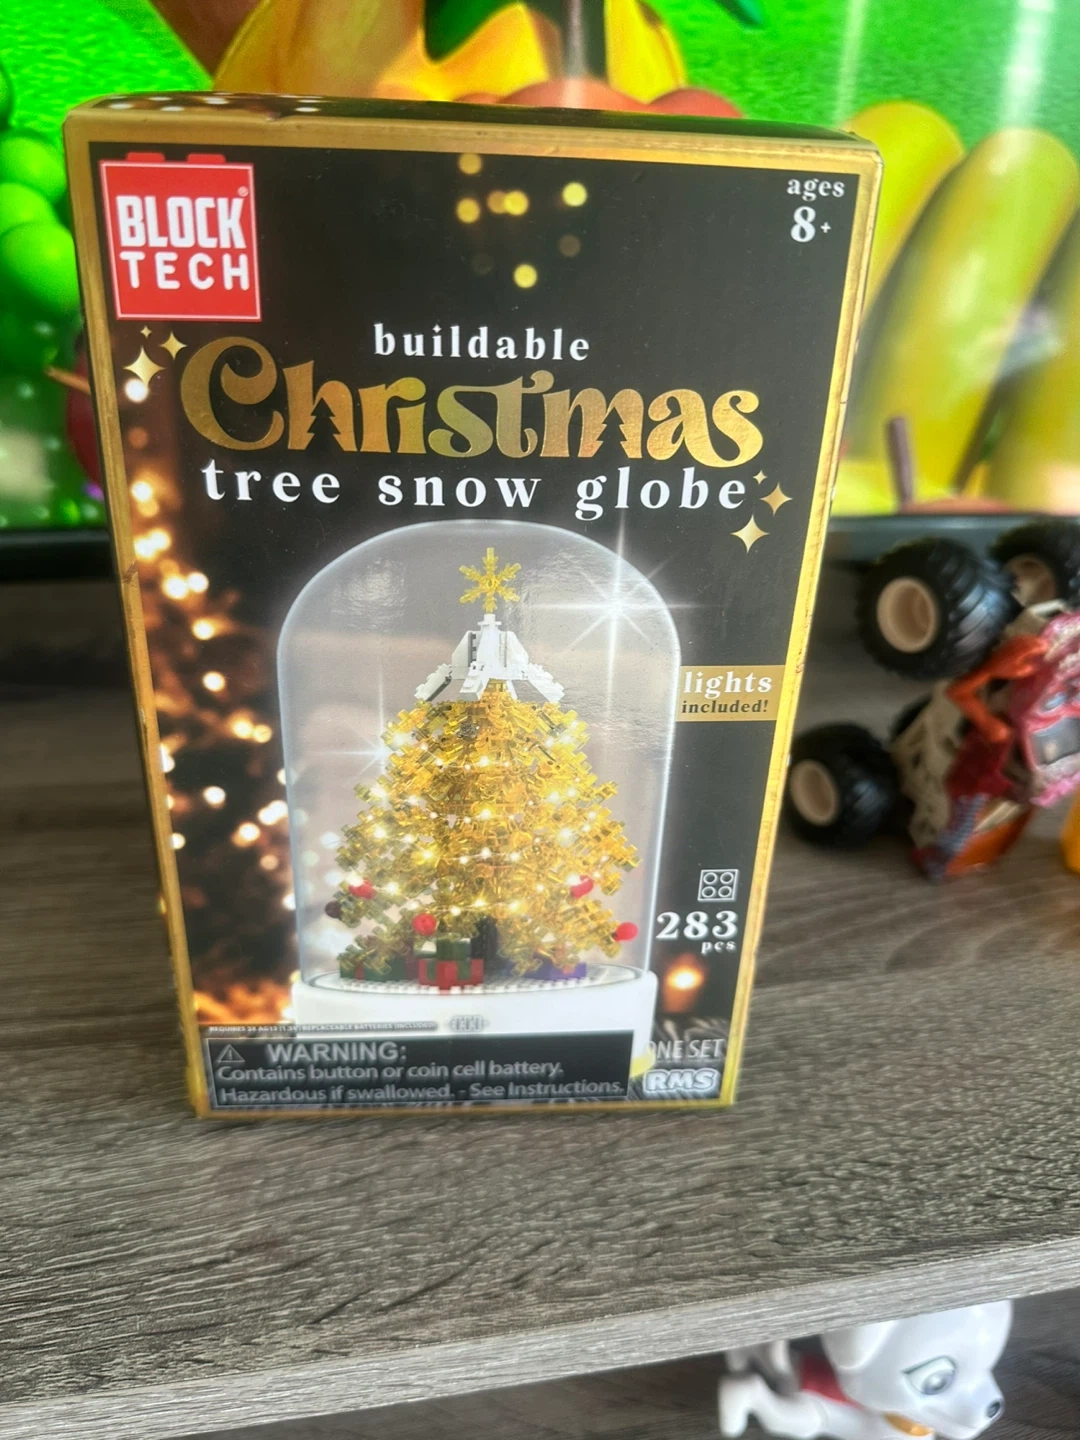 BLOCK®
TECH
ages
8+
buildable
Christmas
tree snow globe
lights
included!
283
pcs
WARNING:
Contains button or coin cell battery.
Hazardous if swallowed. - See Instructions.
ONE SET
RMS